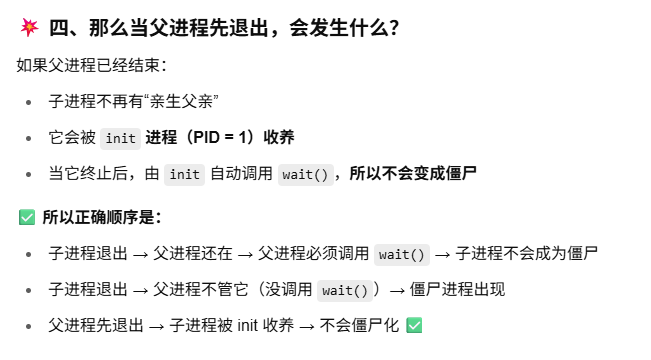 💥 四、那么当父进程先退出，会发生什么？
如果父进程已经结束：
• 子进程不再有“亲生父亲”
• 它会被 init 进程（PID = 1）收养
• 当它终止后，由 init 自动调用 wait()，所以不会变成僵尸
✅ 所以正确顺序是：
• 子进程退出 → 父进程还在 → 父进程必须调用 wait() → 子进程不会成为僵尸
• 子进程退出 → 父进程不管它（没调用 wait()）→ 僵尸进程出现
• 父进程先退出 → 子进程被 init 收养 → 不会僵尸化 ✅